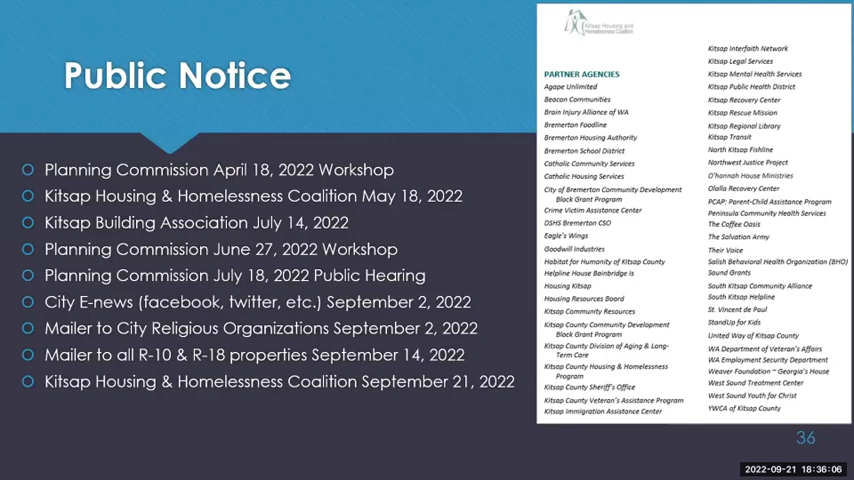 Public Notice
Planning Commission April 18, 2022 Workshop
Kitsap Housing & Homelessness Coalition May 18, 2022
Kitsap Building Association July 14, 2022
Planning Commission June 27, 2022 Workshop
Planning Commission July 18, 2022 Public Hearing
City E-news (facebook, twitter, etc.) September 2, 2022
Mailer to City Religious Organizations September 2, 2022
Mailer to all R-10 & R-18 properties September 14, 2022
Kitsap Housing & Homelessness Coalition September 21, 2022
Kitsap Housing and
Homelessness Coalition
PARTNER AGENCIES
Agape Unlimited
Beacon Communities
Brain Injury Alliance of WA
Bremerton Foodline
Bremerton Housing Authority
Bremerton School District
Catholic Community Services
Catholic Housing Services
City of Bremerton Community Development
Block Grant Program
Crime Victim Assistance Center
DSHS Bremerton CSO
Eagle's Wings
Goodwill Industries
Habitat for Humanity of Kitsap County
Helpline House Bainbridge Is
Housing Kitsap
Housing Resources Board
Kitsap Community Resources
Kitsap County Community Development
Block Grant Program
Kitsap County Division of Aging & Long-
Term Care
Kitsap County Housing & Homelessness
Program
Kitsap County Sheriff's Office
Kitsap County Veteran's Assistance Program
Kitsap Immigration Assistance Center
Kitsap Interfaith Network
Kitsap Legal Services
Kitsap Mental Health Services
Kitsap Public Health District
Kitsap Recovery Center
Kitsap Rescue Mission
Kitsap Regional Library
Kitsap Transit
North Kitsap Fishline
Northwest Justice Project
O'hannah House Ministries
Olalla Recovery Center
PCAP: Parent-Child Assistance Program
Peninsula Community Health Services
The Coffee Oasis
The Salvation Army
Their Voice
Salish Behavioral Health Organization (BHO)
Sound Grants
South Kitsap Community Alliance
South Kitsap Helpline
St. Vincent de Paul
StandUp for Kids
United Way of Kitsap County
WA Department of Veteran's Affairs
WA Employment Security Department
Weaver Foundation ~ Georgia's House
West Sound Treatment Center
West Sound Youth for Christ
YWCA of Kitsap County
36
2022-09-21 18:36:06